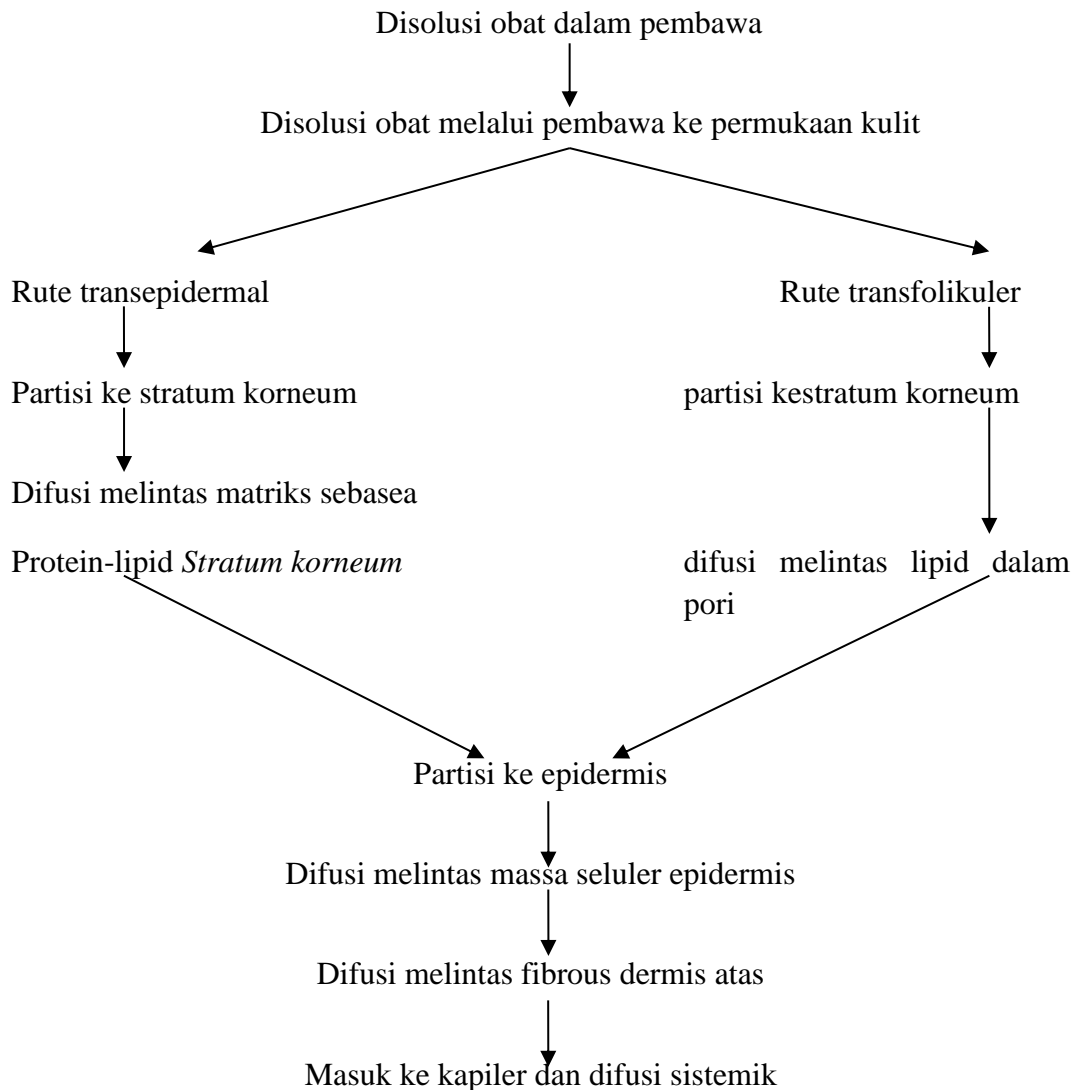 Disolusi obat dalam pembawa
Disolusi obat melalui pembawa ke permukaan kulit
Rute transepidermal
Rute transfolikuler
Partisi ke stratum korneum
partisi kestratum korneum
Difusi melintas matriks sebasea
Protein-lipid Stratum korneum
difusi melintas lipid dalam
pori
Partisi ke epidermis
Difusi melintas massa seluler epidermis
Difusi melintas fibrous dermis atas
Masuk ke kapiler dan difusi sistemik